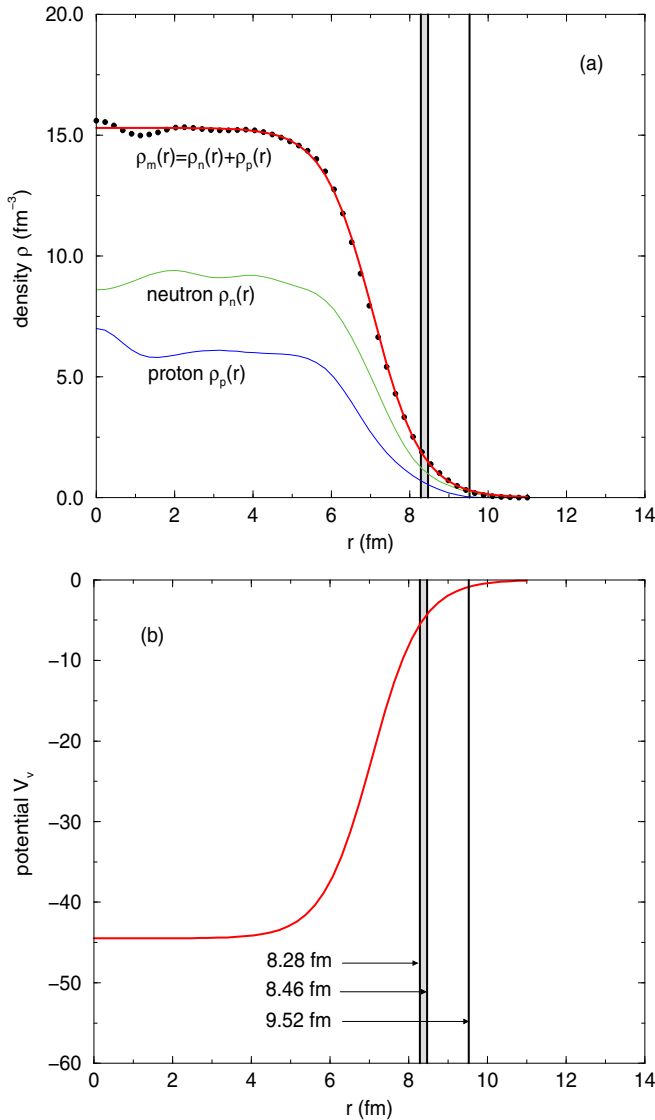 20.0
(a)
15.0
ρm(r)=ρn(r)+ρp(r)
density ρ (fm−3)
10.0
neutron ρn(r)
proton ρp(r)
5.0
0.0
0 2 4 6 8 10 12 14
r (fm)
0
(b)
−10
−20
potential Vv
−30
−40
8.28 fm
−50
8.46 fm
9.52 fm
−60
0 2 4 6 8 10 12 14
r (fm)